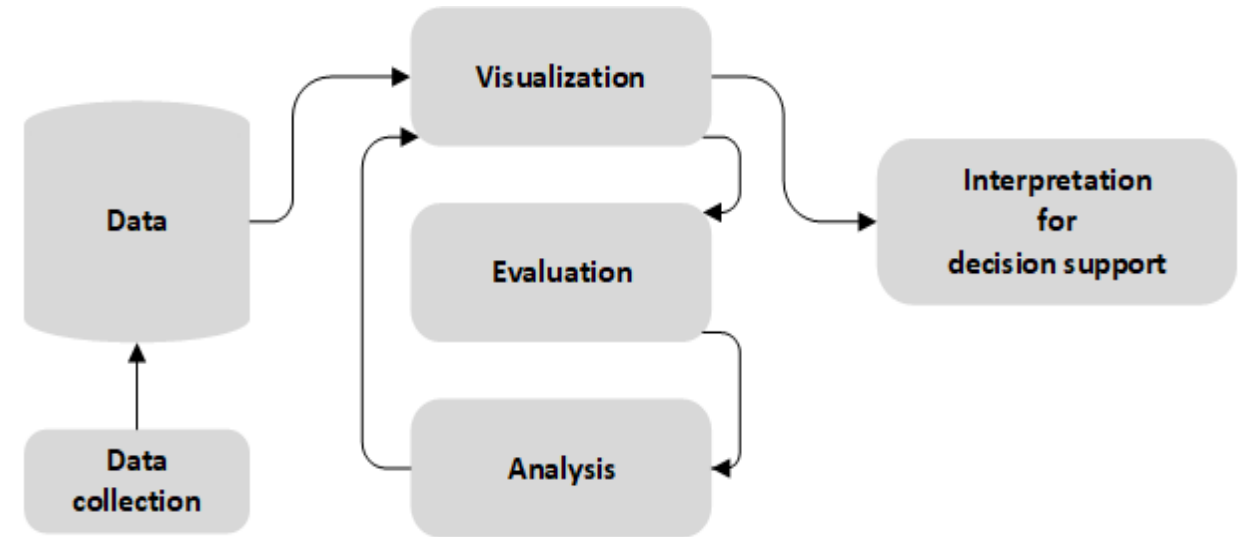 Data
Data
collection
Visualization
Evaluation
Analysis
Interpretation
for
decision support